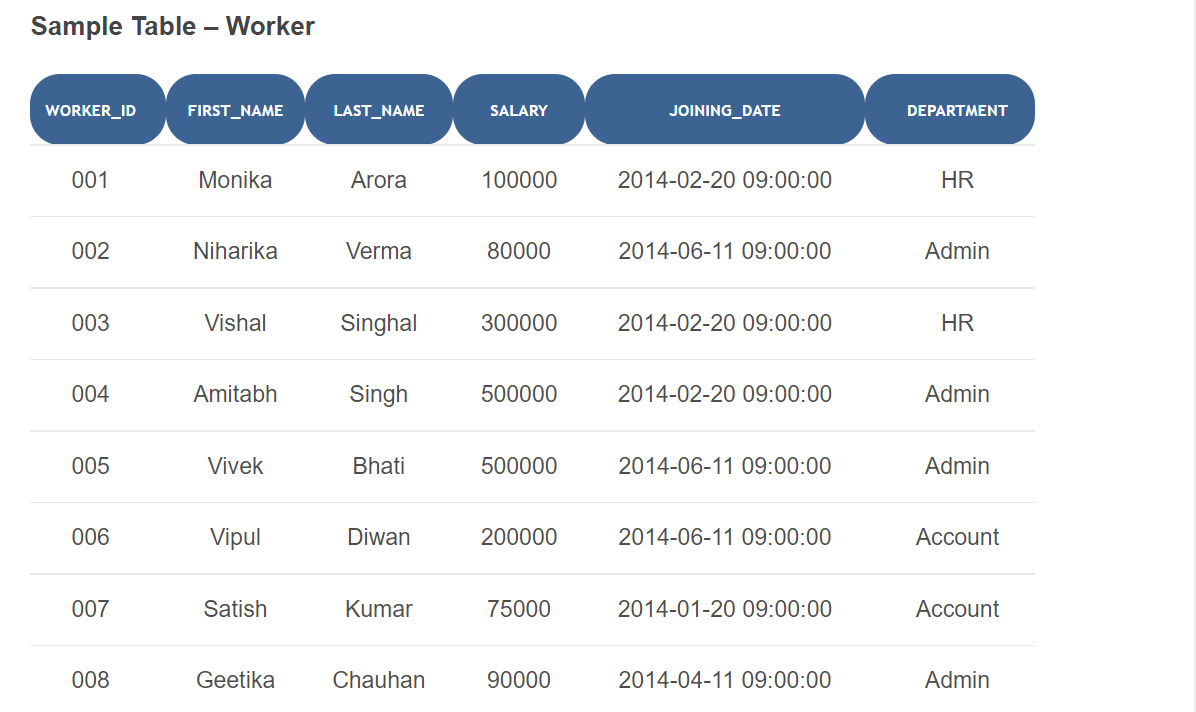 Sample Table – Worker
WORKER_ID FIRST_NAME LAST_NAME SALARY JOINING_DATE DEPARTMENT
001 Monika Arora 100000 2014-02-20 09:00:00 HR
002 Niharika Verma 80000 2014-06-11 09:00:00 Admin
003 Vishal Singhal 300000 2014-02-20 09:00:00 HR
004 Amitabh Singh 500000 2014-02-20 09:00:00 Admin
005 Vivek Bhati 500000 2014-06-11 09:00:00 Admin
006 Vipul Diwan 200000 2014-06-11 09:00:00 Account
007 Satish Kumar 75000 2014-01-20 09:00:00 Account
008 Geetika Chauhan 90000 2014-04-11 09:00:00 Admin